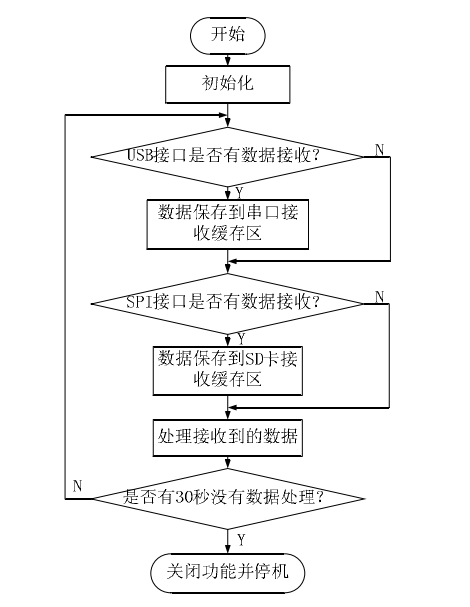 开始
初始化
USB接口是否有数据接收?
N
Y
数据保存到串口接
收缓存区
SPI接口是否有数据接收?
N
Y
数据保存到SD卡接
收缓存区
处理接收到的数据
N
是否有30秒没有数据处理?
Y
关闭功能并停机